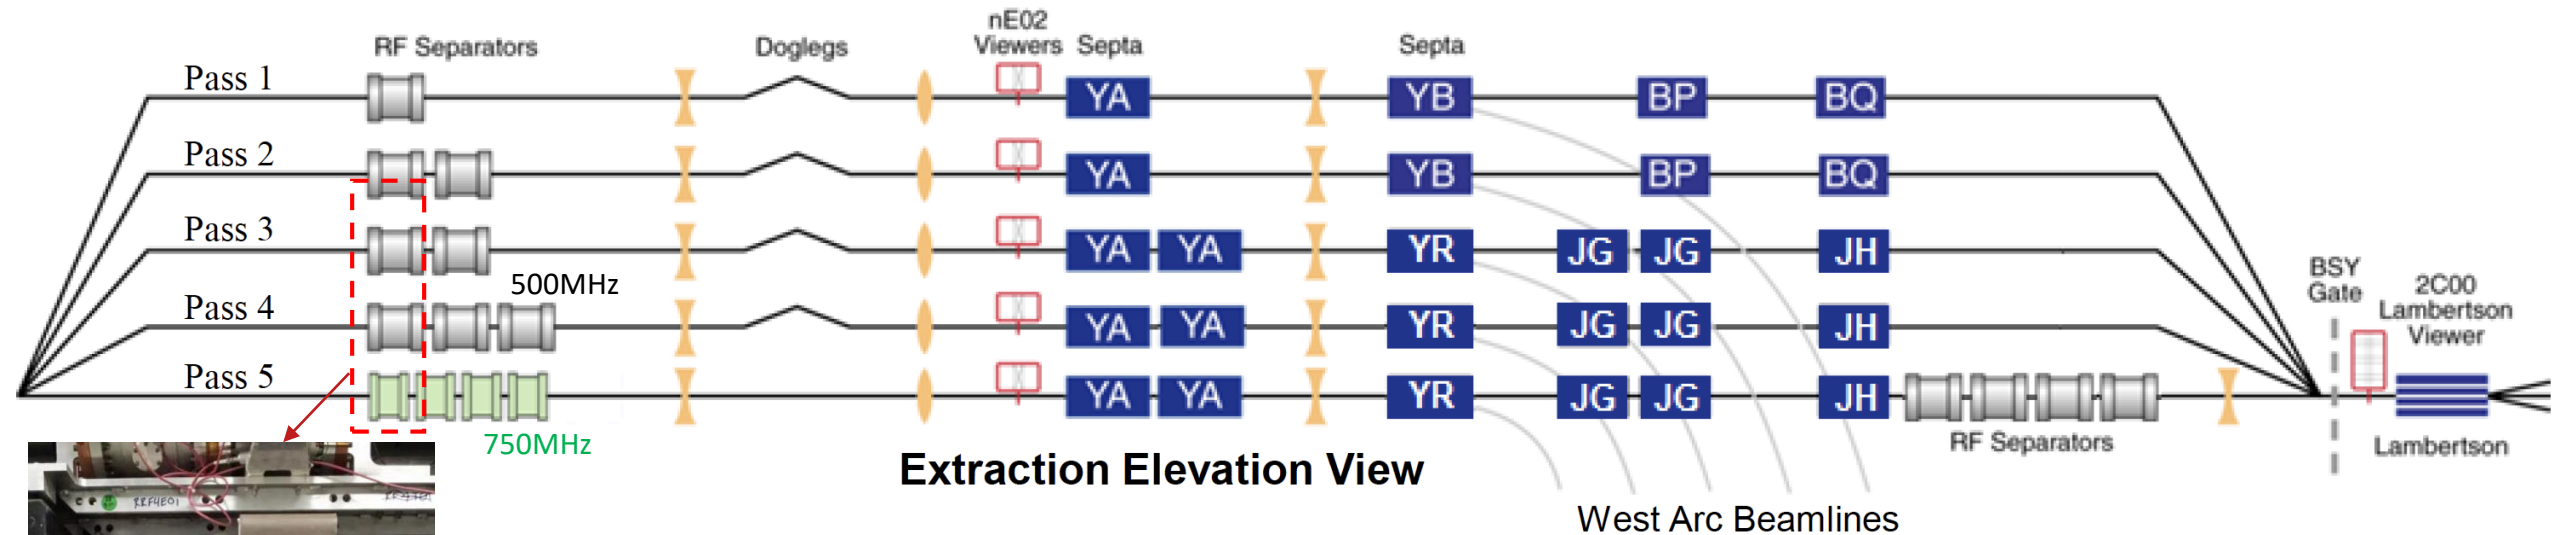 nE02
RF Separators Doglegs Viewers Septa Septa
Pass 1 YA YB BP BQ
Pass 2 YA YB BP BQ
Pass 3 YA YA YR JG JG JH
500MHz
BSY
Gate
2C00
Lambertson
Viewer
Pass 4 YA YA YR JG JG JH
Pass 5 YA YA YR JG JG JH
750MHz
RF Separators
Lambertson
Extraction Elevation View
West Arc Beamlines
RRF4E01